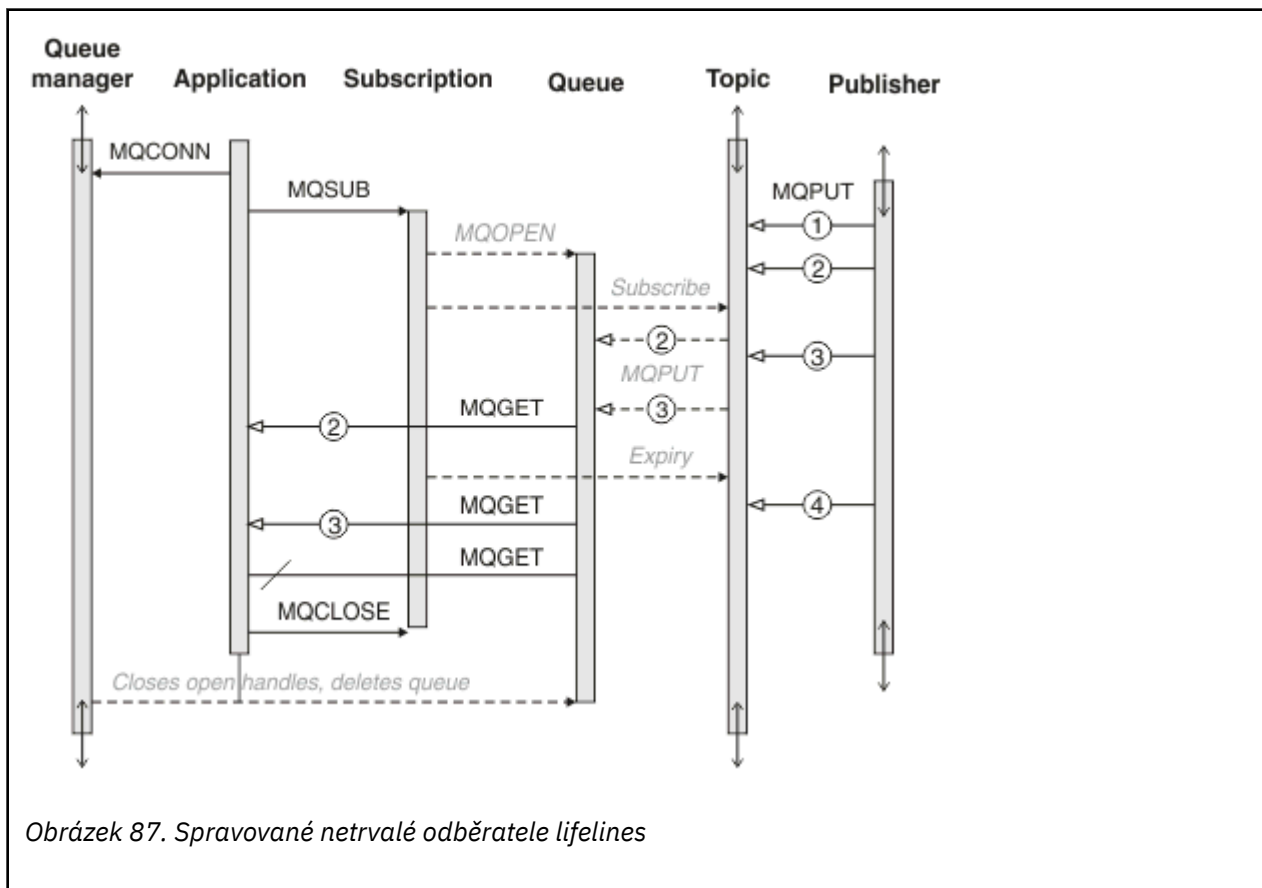 Queue manager
Application
Subscription
Queue
Topic
Publisher
MQCONN
MQSUB
MQPUT
1
MQOPEN
2
Subscribe
2
3
MQPUT
3
MQGET
2
Expiry
4
MQGET
3
MQGET
MQCLOSE
Closes open handles, deletes queue
Obrázek 87. Spravované netrvalé odběratele lifelines